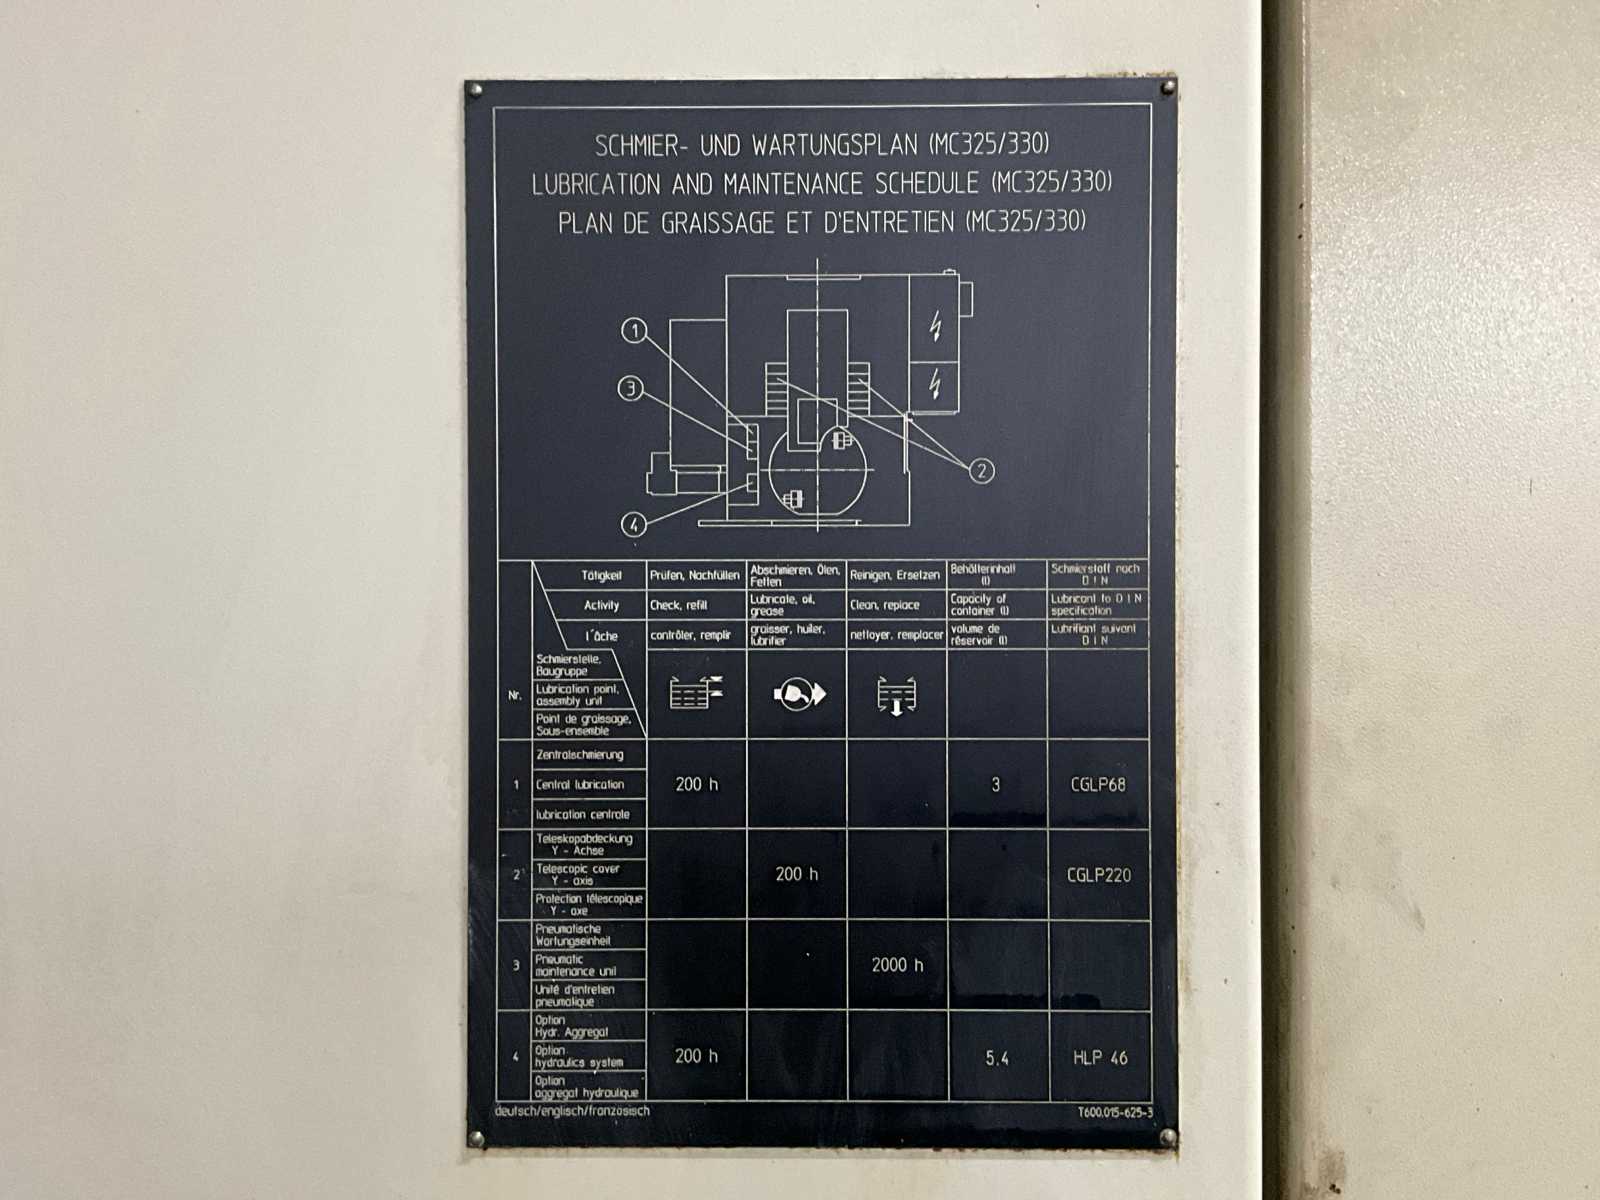 SCHMIER- UND WARTUNGSPLAN (MC325/330)
LUBRICATION AND MAINTENANCE SCHEDULE (MC325/330)
PLAN DE GRAISSAGE ET D'ENTRETIEN (MC325/330)
1
3
2
4
Tätigkeit
Prüfen, Nachfüllen
Abschmieren, Ölen,
Fetten
Reinigen, Ersetzen
Behälterinhalt
(l)
Schmierstoff nach
D I N
Activity
Check, refill
Lubricate, oil,
grease
Clean, replace
Capacity of
container (l)
Lubricant to D I N
specification
l'âche
contrôler, remplir
graisser, huiler,
lubrifier
nettoyer, remplacer
volume de
réservoir (l)
Lubrifiant suivant
D I N
Nr.
Schmierstelle,
Baugruppe
Lubrication point,
assembly unit
Point de graissage,
Sous-ensemble
1
Zentralschmierung
Central lubrication
lubrication centrale
200 h
3
CGLP68
2
Teleskopabdeckung
Y - Achse
Telescopic cover
Y - axis
Protection télescopique
Y - axe
200 h
CGLP220
3
Pneumatische
Wartungseinheit
Pneumatic
maintenance unit
Unité d'entretien
pneumatique
2000 h
4
Option
Hydr. Aggregat
Option
hydraulics system
Option
aggregat hydraulique
200 h
5.4
HLP 46
deutsch/englisch/französisch
T600.015-625-3